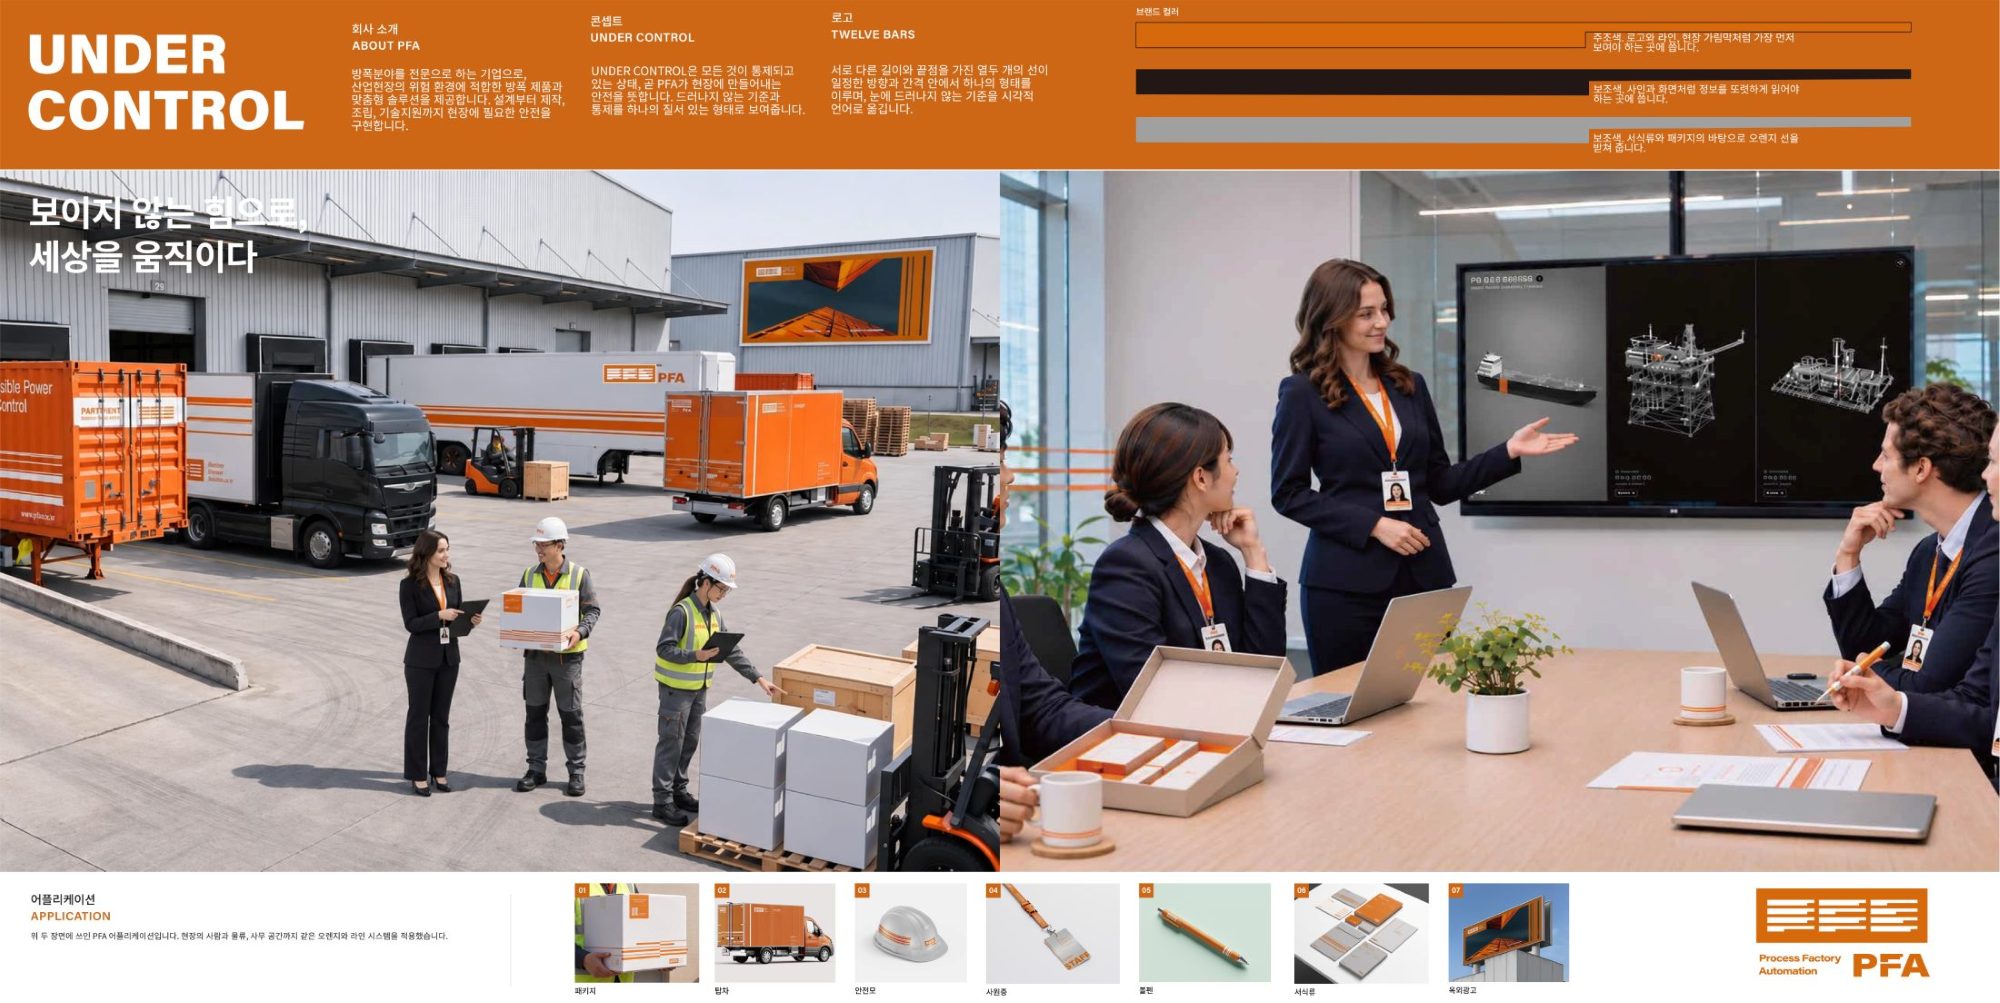 UNDER
CONTROL
회사 소개
ABOUT PFA
방폭분야를 전문으로 하는 기업으로,
산업현장의 위험 환경에 적합한 방폭 제품과
맞춤형 솔루션을 제공합니다. 설계부터 제작,
조립, 기술지원까지 현장에 필요한 안전을
구현합니다.
콘셉트
UNDER CONTROL
UNDER CONTROL은 모든 것이 통제되고
있는 상태, 곧 PFA가 현장에 만들어내는
안전을 뜻합니다. 드러나지 않는 기준과
통제를 하나의 질서 있는 형태로 보여줍니다.
로고
TWELVE BARS
서로 다른 길이와 끝점을 가진 열두 개의 선이
일정한 방향과 간격 안에서 하나의 형태를
이루며, 눈에 드러나지 않는 기준을 시각적
언어로 옮깁니다.
브랜드 컬러
주조색. 로고와 라인, 현장 가림막처럼 가장 먼저
보여야 하는 곳에 씁니다.
보조색. 사인과 화면처럼 정보를 또렷하게 읽어야
하는 곳에 씁니다.
보조색. 서식류와 패키지의 바탕으로 오렌지 선을
받쳐 줍니다.
보이지 않는 힘으로,
세상을 움직이다
29
sible Power
ontrol
PFA
어플리케이션
APPLICATION
위 두 장면에 쓰인 PFA 어플리케이션입니다. 현장의 사람과 물류, 사무 공간까지 같은 오렌지와 라인 시스템을 적용했습니다.
01
패키지
02
탑차
03
안전모
04
STAFF
사원증
05
볼펜
06
서식류
07
옥외광고
Process Factory
Automation
PFA